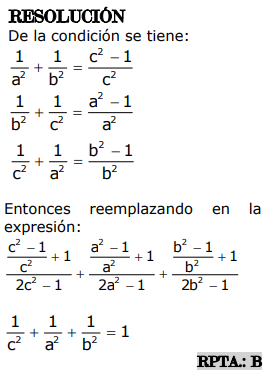 RESOLUCIÓN
De la condición se tiene:
1/a² + 1/b² = (c² − 1)/c²
1/b² + 1/c² = (a² − 1)/a²
1/c² + 1/a² = (b² − 1)/b²
Entonces reemplazando en la
expresión:
((c² − 1)/c² + 1)/(2c² − 1) + ((a² − 1)/a² + 1)/(2a² − 1) + ((b² − 1)/b² + 1)/(2b² − 1)
1/c² + 1/a² + 1/b² = 1
RPTA.: B